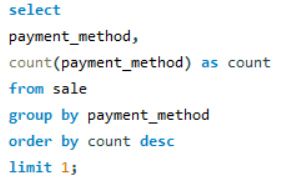 select
payment_method,
count(payment_method) as count
from sale
group by payment_method
order by count desc
limit 1;